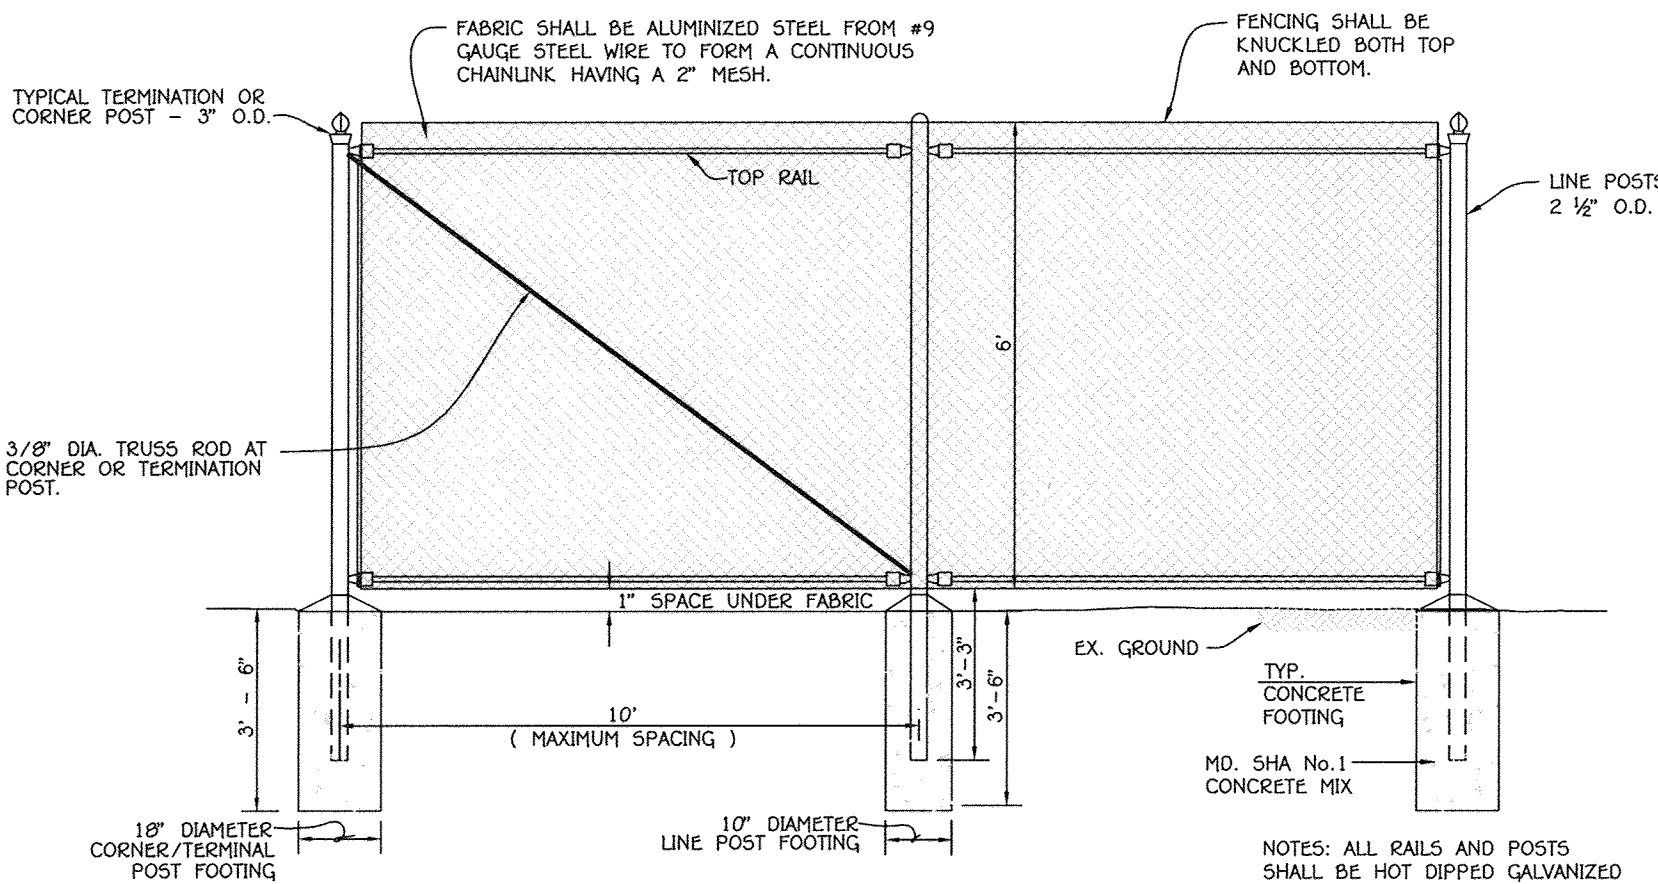 FABRIC SHALL BE ALUMINIZED STEEL FROM #9
GAUGE STEEL WIRE TO FORM A CONTINUOUS
CHAINLINK HAVING A 2" MESH.
FENCING SHALL BE
KNUCKLED BOTH TOP
AND BOTTOM.
TYPICAL TERMINATION OR
CORNER POST - 3" O.D.
TOP RAIL
LINE POSTS
2 ½" O.D.
6'
3/8" DIA. TRUSS ROD AT
CORNER OR TERMINATION
POST.
1" SPACE UNDER FABRIC
3' - 6"
3'-3"
3'-6"
EX. GROUND
10'
( MAXIMUM SPACING )
TYP.
CONCRETE
FOOTING
MD. SHA No.1
CONCRETE MIX
18" DIAMETER
CORNER/TERMINAL
POST FOOTING
10" DIAMETER
LINE POST FOOTING
NOTES: ALL RAILS AND POSTS
SHALL BE HOT DIPPED GALVANIZED